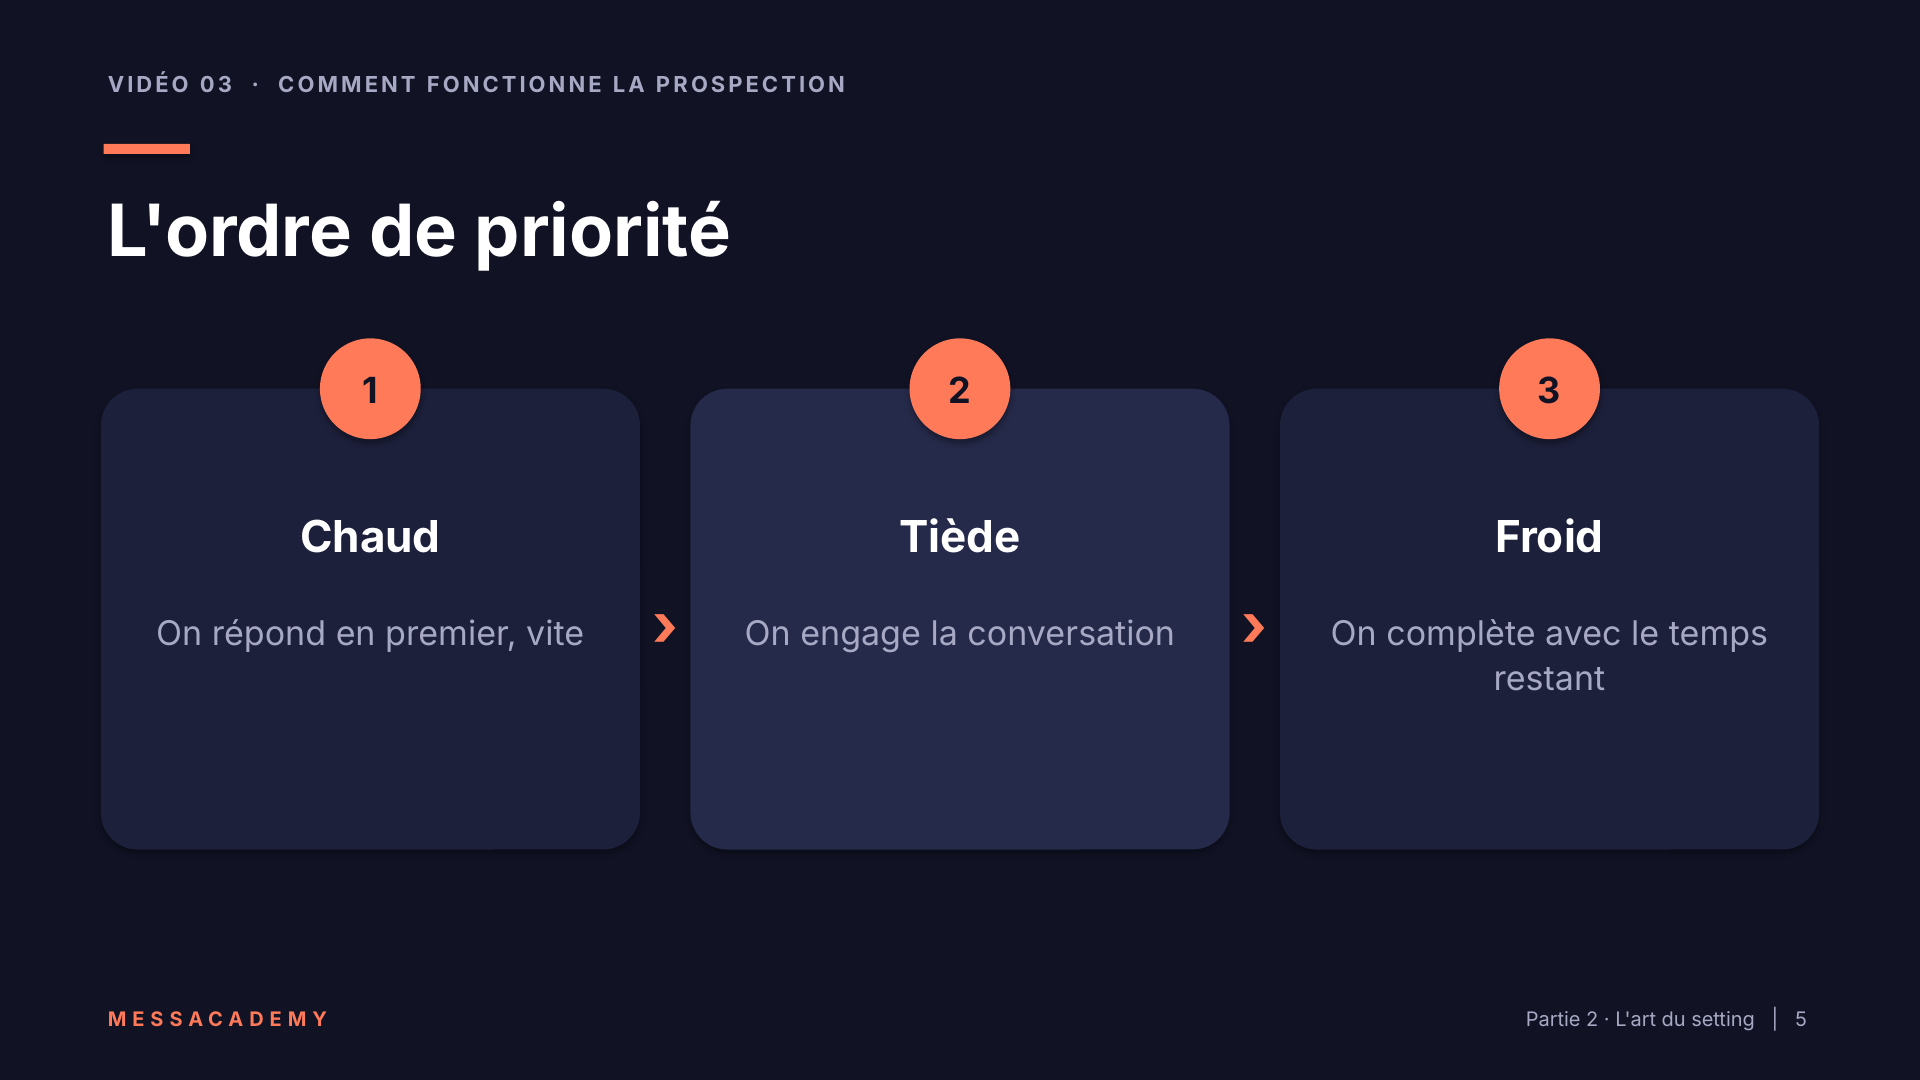 VIDÉO 03 · COMMENT FONCTIONNE LA PROSPECTION
L'ordre de priorité
1
Chaud
On répond en premier, vite
›
2
Tiède
On engage la conversation
›
3
Froid
On complète avec le temps
restant
MESSACADEMY
Partie 2 · L'art du setting | 5